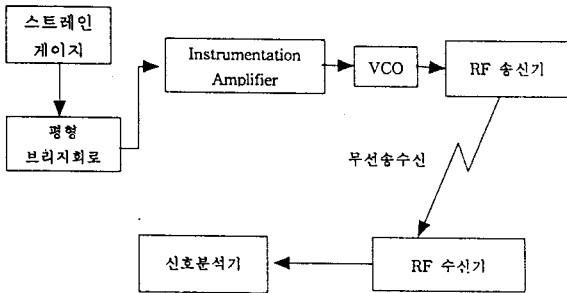 스트레인
게이지
Instrumentation
Amplifier
VCO
RF 송신기
평형
브리지회로
무선송수신
신호분석기
RF 수신기